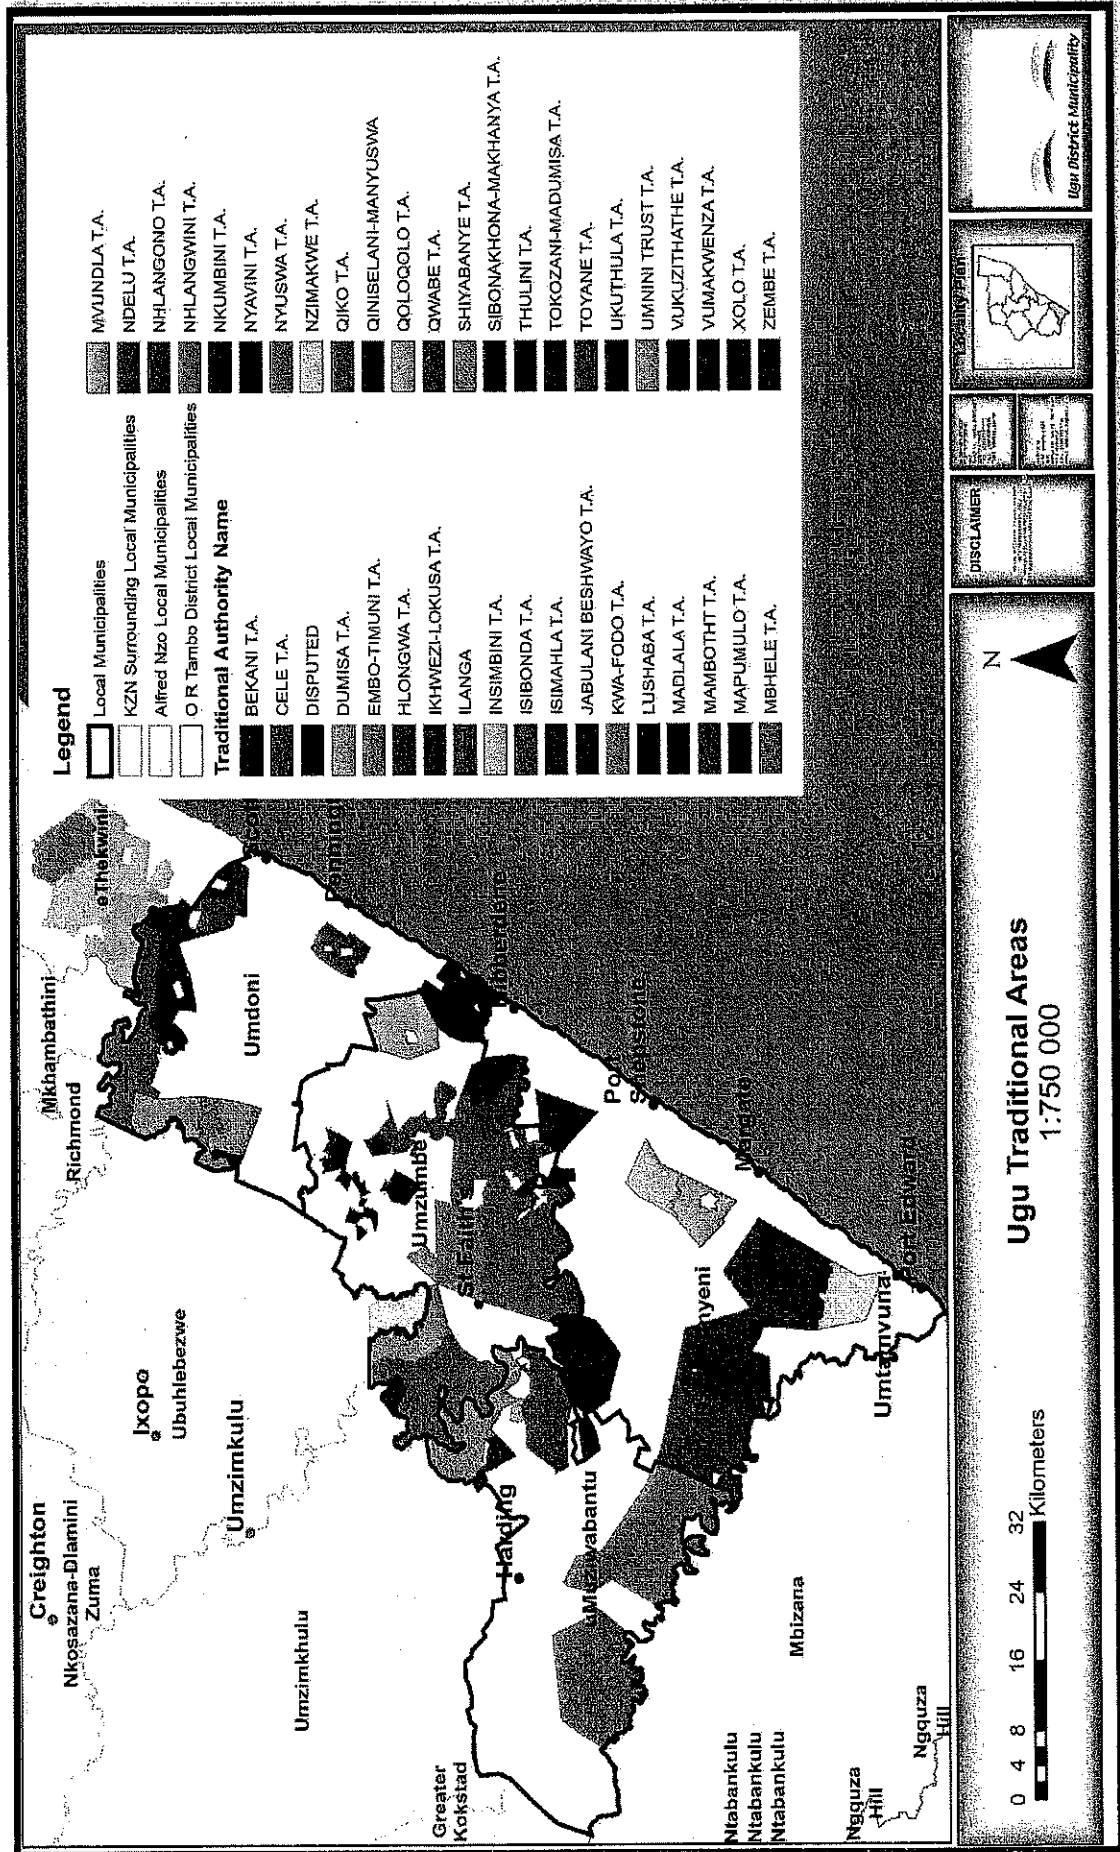 Legend
Local Municipalities
KZN Surrounding Local Municipalities
Alfred Nzo Local Municipalities
O R Tambo District Local Municipalities
Traditional Authority Name
BEKANI T.A.
CELE T.A.
DISPUTED
DUMISA T.A.
EMBO-TIMUNI T.A.
HLONGWA T.A.
IKHWEZI-LOKUSA T.A.
ILANGA
INSIMBINI T.A.
ISIBONDA T.A.
ISIMAHLA T.A.
JABULANI BESHWAYO T.A.
KWA-FODO T.A.
LUSHABA T.A.
MADLALA T.A.
MAMBOTHT T.A.
MAPUMULO T.A.
MBHELE T.A.
MVUNDLA T.A.
NDELU T.A.
NHLANGONO T.A.
NHLANGWINI T.A.
NKUMBINI T.A.
NYAVINI T.A.
NYUSWA T.A.
NZIMAKWE T.A.
QIKO T.A.
QINISELANI-MANYUSWA
QOLOQOLO T.A.
QWABE T.A.
SHIYABANYE T.A.
SIBONAKHONA-MAKHANYA T.A.
THULINI T.A.
TOKOZANI-MADUMISA T.A.
TOYANE T.A.
UKUTHULA T.A.
UMNINI TRUST T.A.
VUKUZITHATHE T.A.
VUMAKWENZA T.A.
XOLO T.A.
ZEMBE T.A.
Creighton
Nkosazana-Dlamini
Zuma
Ixopo
Ubuhlebezwe
Umzimkulu
Umzimkhulu
Richmond
Mkhambathini
eThekwini
Umdoni
Umzumbe
St Faith
Harding
uMuziwabantu
Greater
Kokstad
Port
Shepstone
Margate
nyeni
Umtamvuna
Port Edward
Mbizana
Ntabankulu
Ntabankulu
Ntabankulu
Ngquza
Hill
Ngquza
Hill
0 4 8 16 24 32
Kilometers
Ugu Traditional Areas
1:750 000
N
DISCLAIMER
Locality Plan
Ugu District Municipality